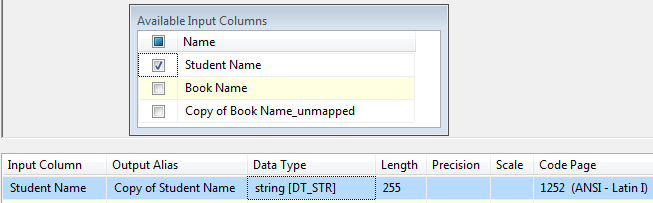 Available Input Columns
Name
Student Name
Book Name
Copy of Book Name_unmapped
Input Column Output Alias Data Type Length Precision Scale Code Page
Student Name Copy of Student Name string [DT_STR] 255 1252 (ANSI - Latin I)